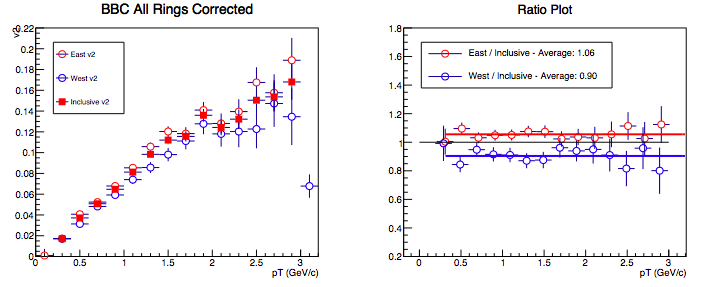 BBC All Rings Corrected
v2
0.22
0.2
0.18
0.16
0.14
0.12
0.1
0.08
0.06
0.04
0.02
0
East v2
West v2
Inclusive v2
0 0.5 1 1.5 2 2.5 3
pT (GeV/c)
Ratio Plot
1.8
1.6
1.4
1.2
1
0.8
0.6
0.4
0.2
East / Inclusive - Average: 1.06
West / Inclusive - Average: 0.90
0 0.5 1 1.5 2 2.5 3
pT (GeV/c)